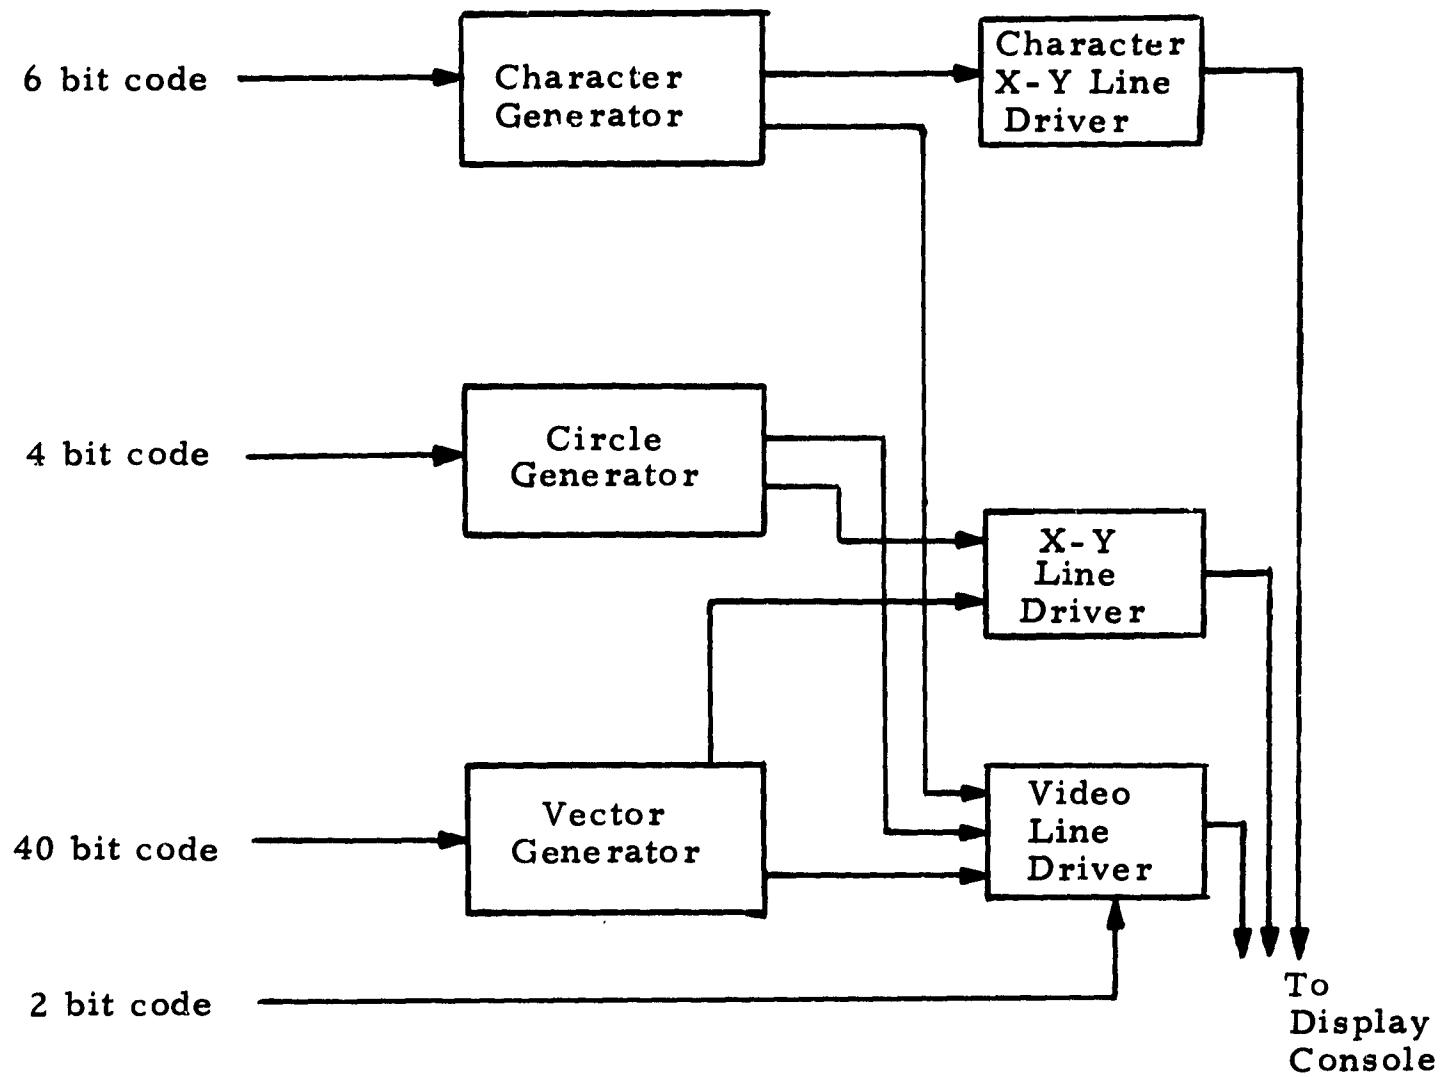 6 bit code
Character
Generator
Character
X-Y Line
Driver
4 bit code
Circle
Generator
X-Y
Line
Driver
40 bit code
Vector
Generator
Video
Line
Driver
2 bit code
To
Display
Console